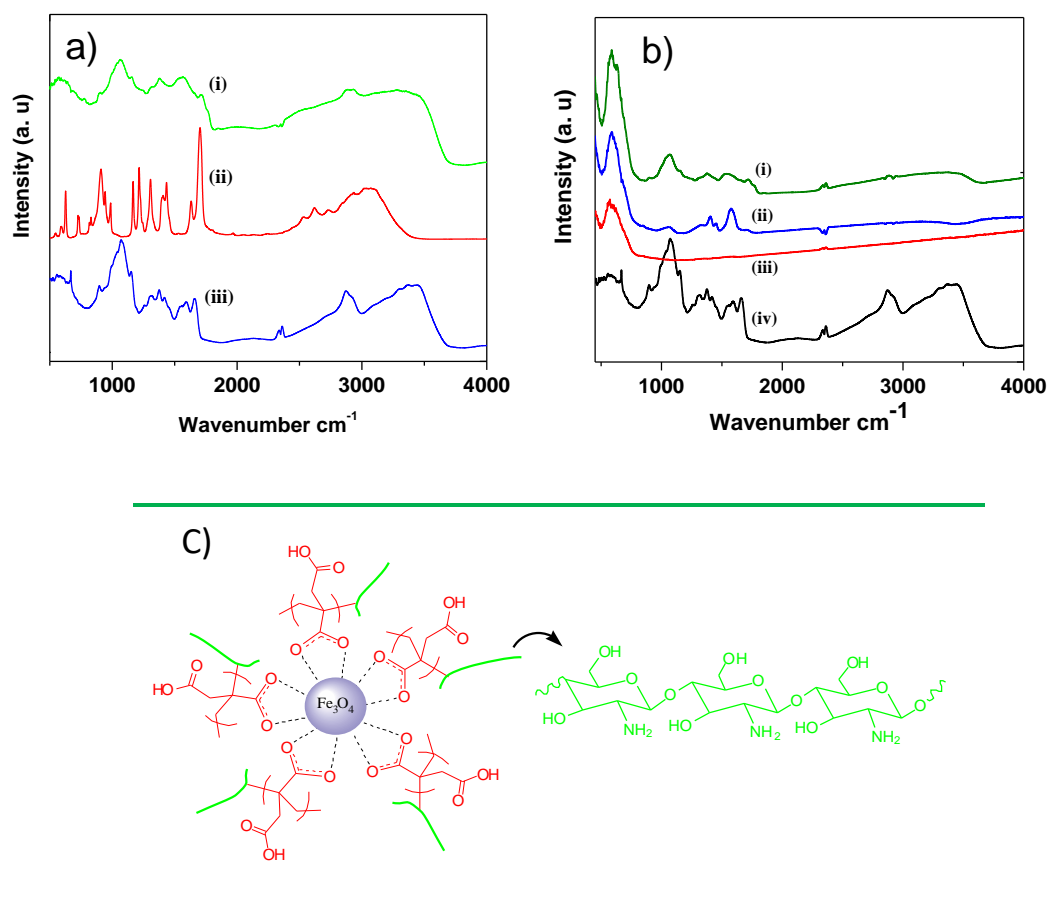 a)
(i)
(ii)
(iii)
Intensity (a. u)
1000 2000 3000 4000
Wavenumber cm-1
b)
(i)
(ii)
(iii)
(iv)
Intensity (a. u)
1000 2000 3000 4000
Wavenumber cm-1
C)
HO
O
O
O
OH
O
O
O
O
HO
O
O
Fe3O4
O
O
O
O
O
OH
O
O
OH
OH
O
HO
NH2
O
OH
O
HO
NH2
O
OH
O
HO
NH2
O